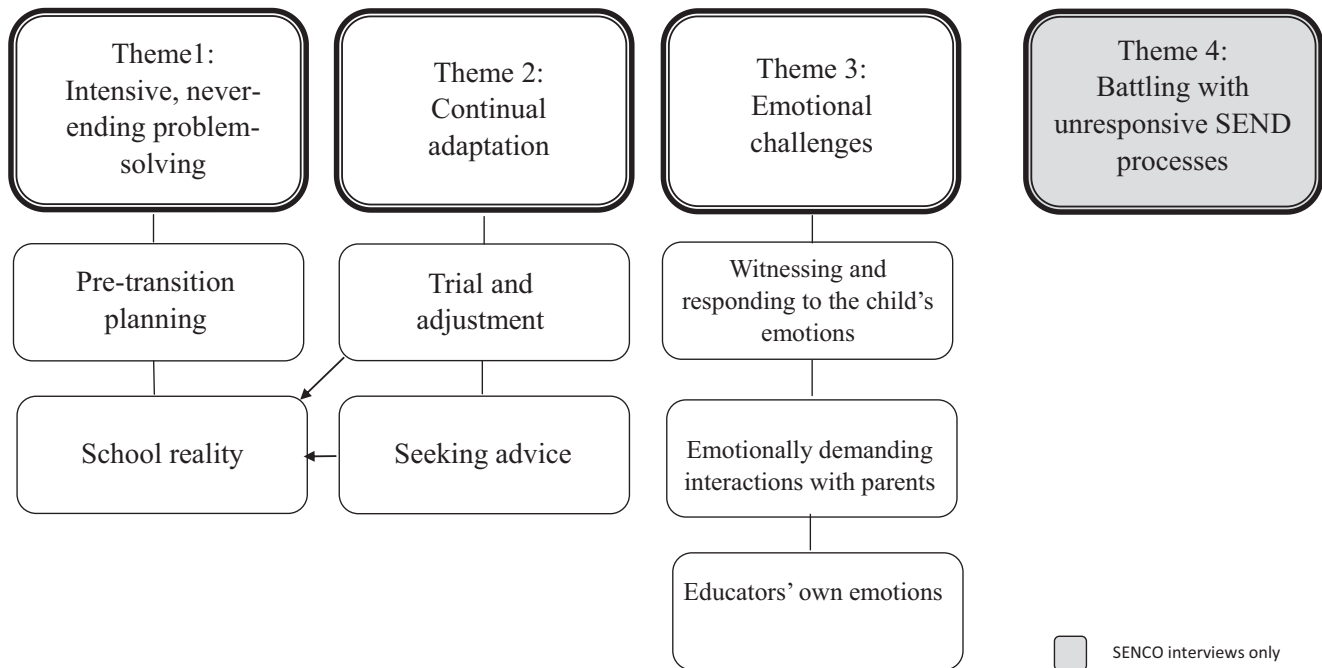 Theme1:
Intensive, never-
ending problem-
solving
Pre-transition
planning
School reality
Theme 2:
Continual
adaptation
Trial and
adjustment
Seeking advice
Theme 3:
Emotional
challenges
Witnessing and
responding to the child’s
emotions
Emotionally demanding
interactions with parents
Educators’ own emotions
Theme 4:
Battling with
unresponsive SEND
processes
SENCO interviews only